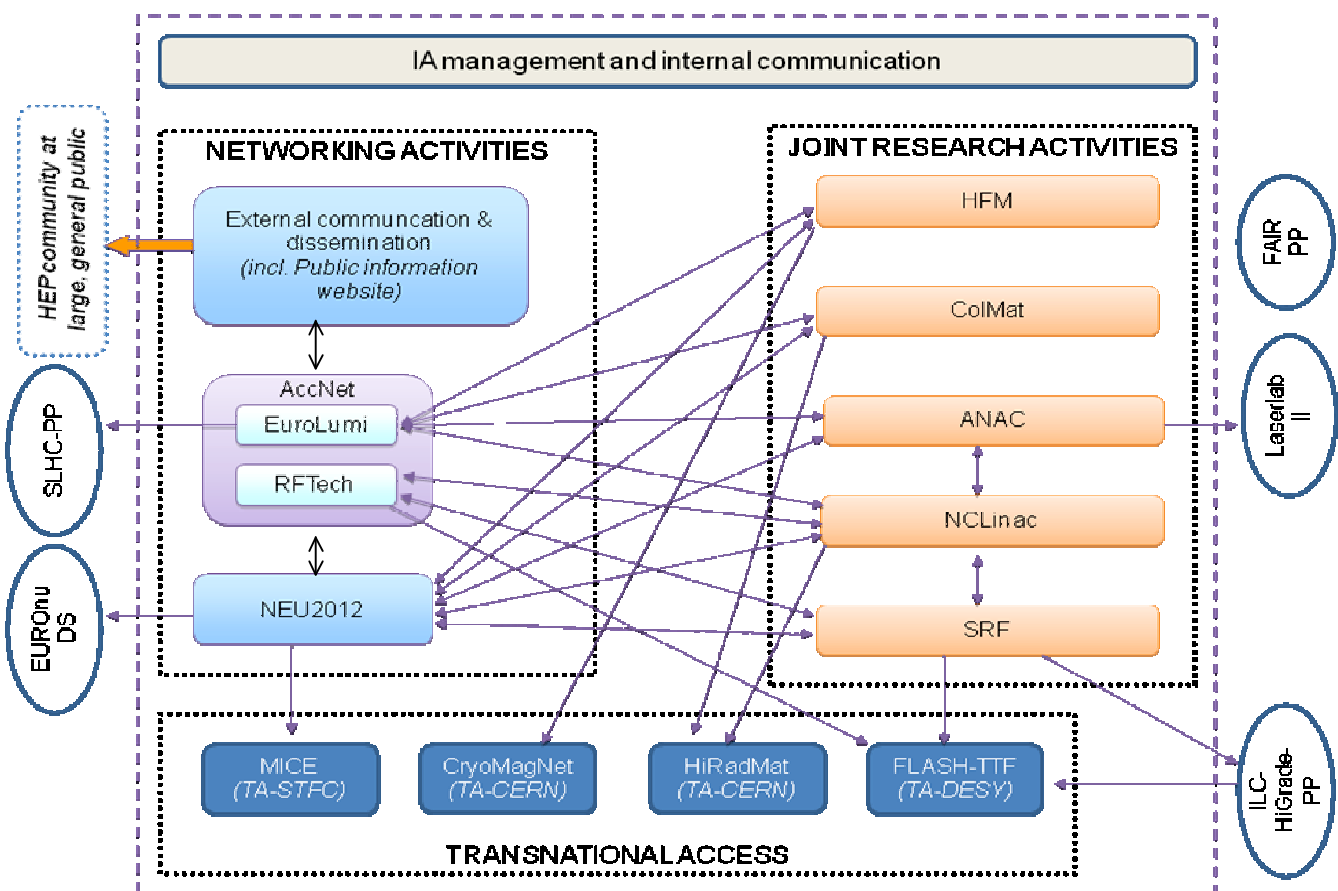 IA management and internal communication
HEP community at
large, general public
SLHC-PP
EUROnu
DS
NETWORKING ACTIVITIES
External communcation &
dissemination
(incl. Public information
website)
AccNet
EuroLumi
RFTech
NEU2012
JOINT RESEARCH ACTIVITIES
HFM
ColMat
ANAC
NCLinac
SRF
FAIR
PP
Laserlab
II
ILC-
HiGrade-
PP
MICE
(TA-STFC)
CryoMagNet
(TA-CERN)
HiRadMat
(TA-CERN)
FLASH-TTF
(TA-DESY)
TRANSNATIONAL ACCESS